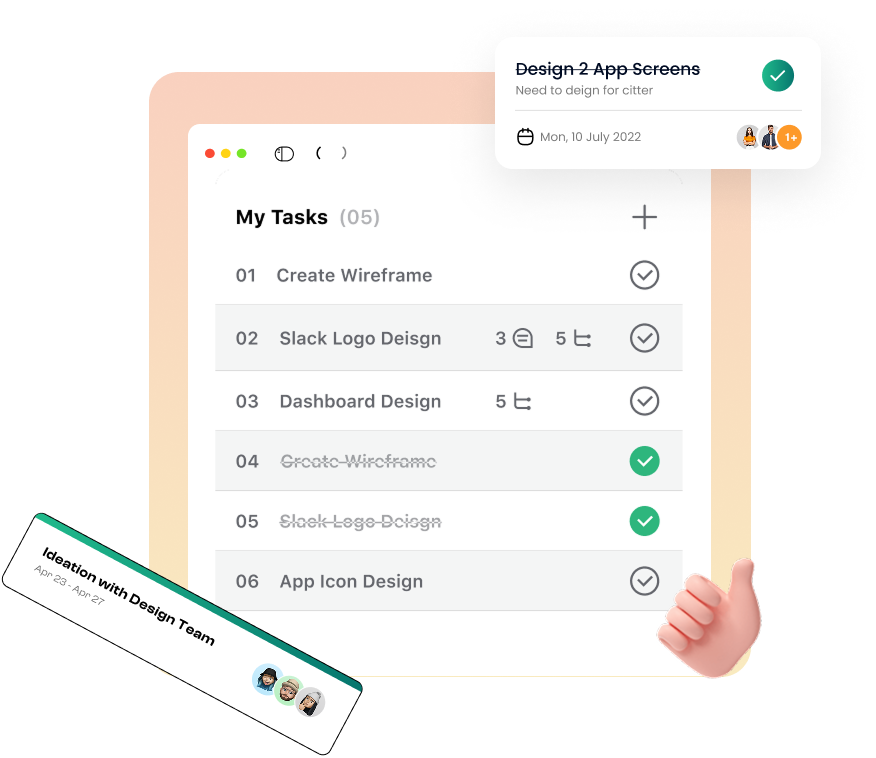 Design 2 App Screens
Need to deign for citter
Mon, 10 July 2022
1+
My Tasks (05)
01 Create Wireframe
02 Slack Logo Deisgn 3 5
03 Dashboard Design 5
04 Create Wireframe
05 Slack Logo Deisgn
06 App Icon Design
Ideation with Design Team
Apr 23 - Apr 27